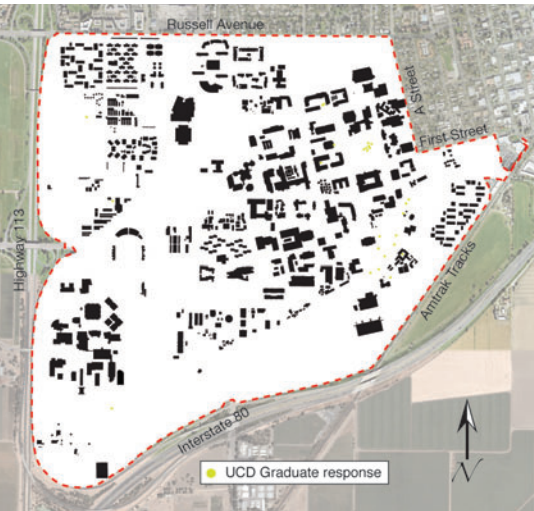 Russell Avenue
A Street
First Street
Highway 113
Amtrak Tracks
Interstate 80
N
UCD Graduate response